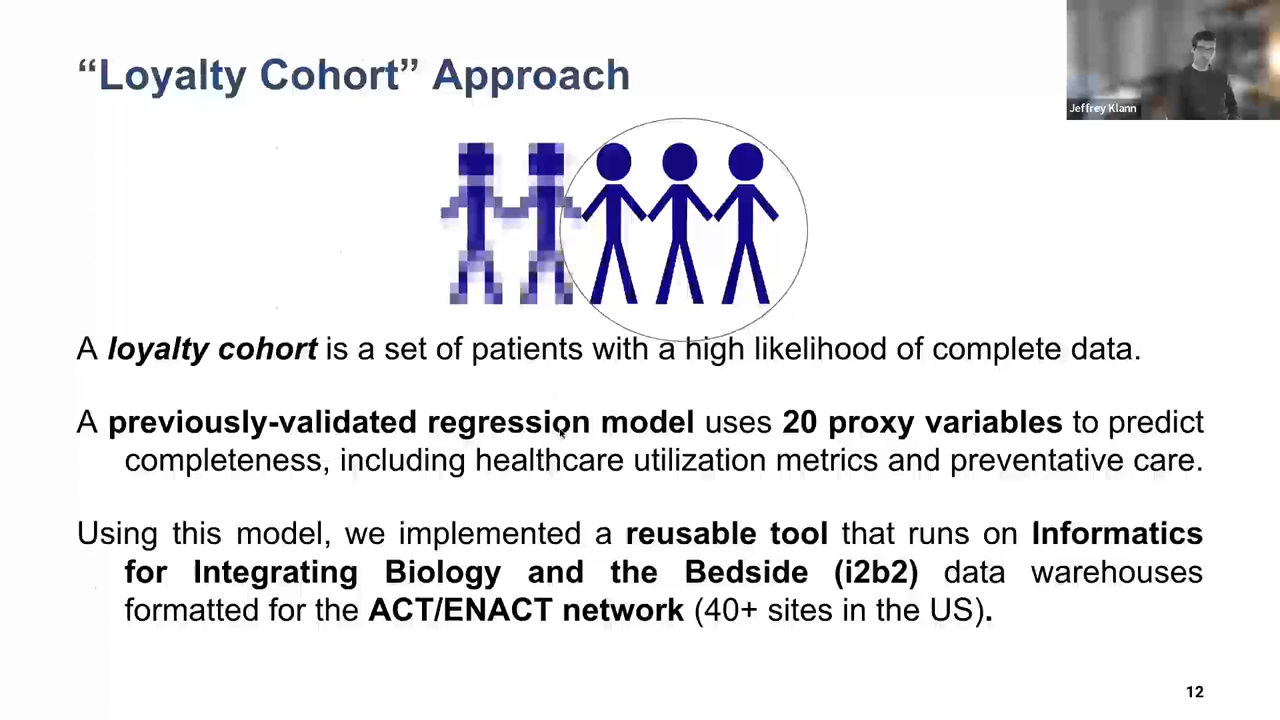 “Loyalty Cohort” Approach
Jeffrey Klann
A loyalty cohort is a set of patients with a high likelihood of complete data.
A previously-validated regression model uses 20 proxy variables to predict
completeness, including healthcare utilization metrics and preventative care.
Using this model, we implemented a reusable tool that runs on Informatics
for Integrating Biology and the Bedside (i2b2) data warehouses
formatted for the ACT/ENACT network (40+ sites in the US).
12